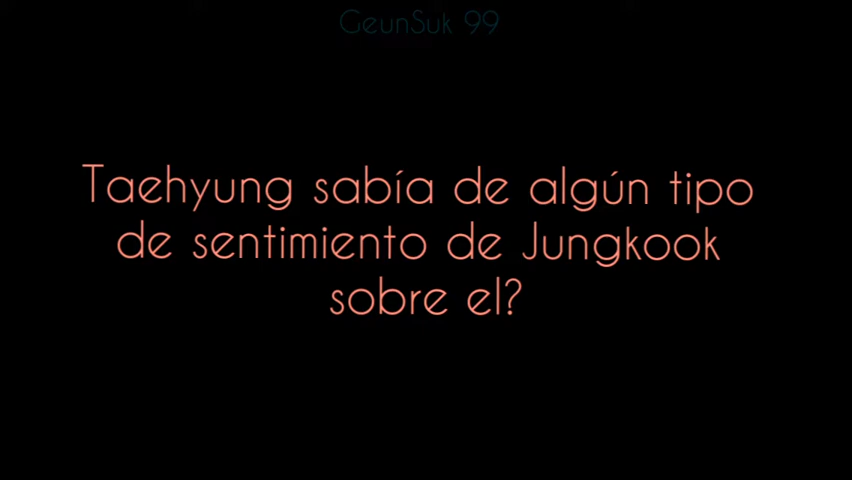 GeunSuk 99
Taehyung sabía de algún tipo
de sentimiento de Jungkook
sobre el?